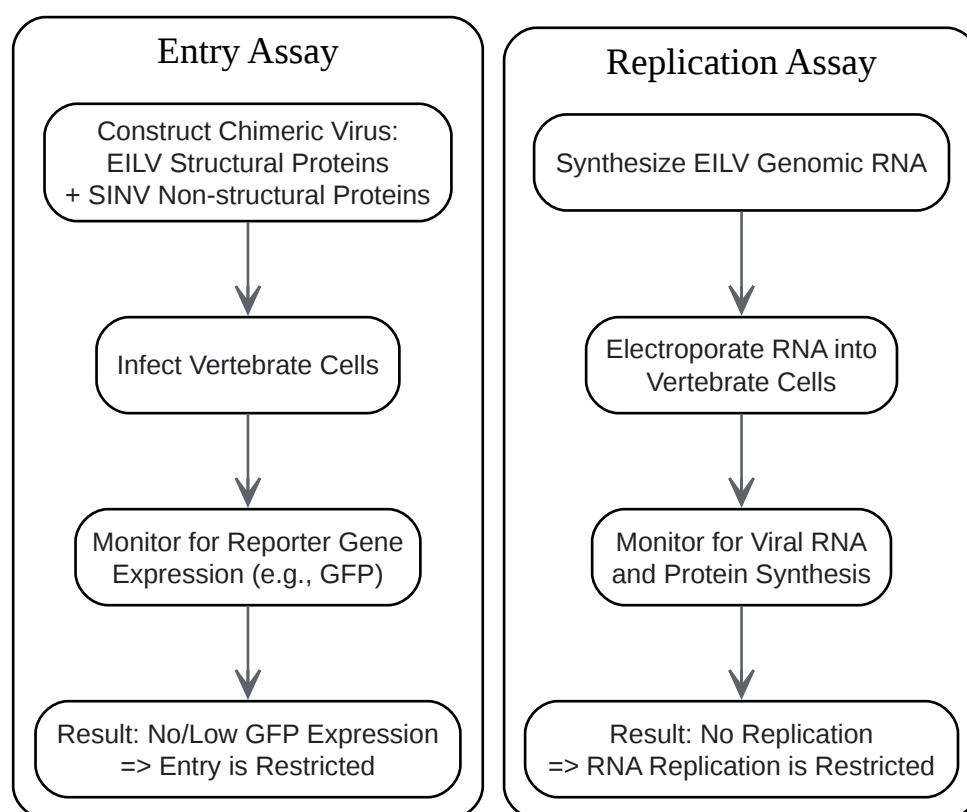 Entry Assay
Construct Chimeric Virus:
EILV Structural Proteins
+ SINV Non-structural Proteins
Infect Vertebrate Cells
Monitor for Reporter Gene
Expression (e.g., GFP)
Result: No/Low GFP Expression
=> Entry is Restricted
Replication Assay
Synthesize EILV Genomic RNA
Electroporate RNA into
Vertebrate Cells
Monitor for Viral RNA
and Protein Synthesis
Result: No Replication
=> RNA Replication is Restricted